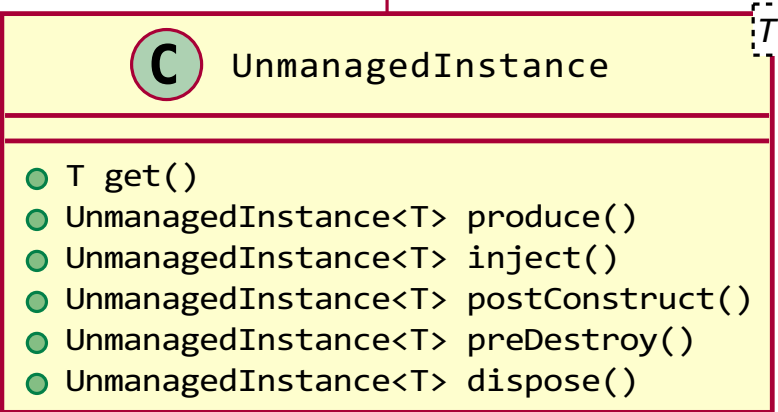 T
C UnmanagedInstance
T get()
UnmanagedInstance<T> produce()
UnmanagedInstance<T> inject()
UnmanagedInstance<T> postConstruct()
UnmanagedInstance<T> preDestroy()
UnmanagedInstance<T> dispose()